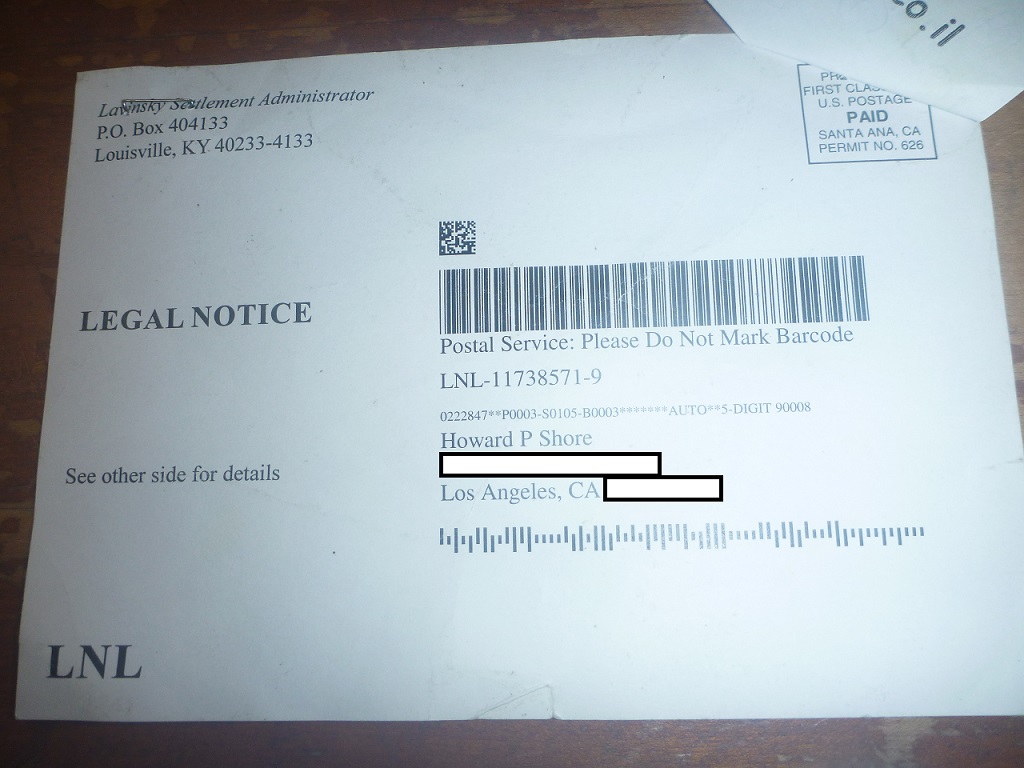 Settlement Administrator
P.O. Box 404133
Louisville, KY 40233-4133
co.il
FIRST CLASS
U.S. POSTAGE
PAID
SANTA ANA, CA
PERMIT NO. 626
LEGAL NOTICE
Postal Service: Please Do Not Mark Barcode
LNL-11738571-9
0222847**P0003-S0105-B0003*******AUTO**5-DIGIT 90008
Howard P Shore
See other side for details
Los Angeles, CA
LNL